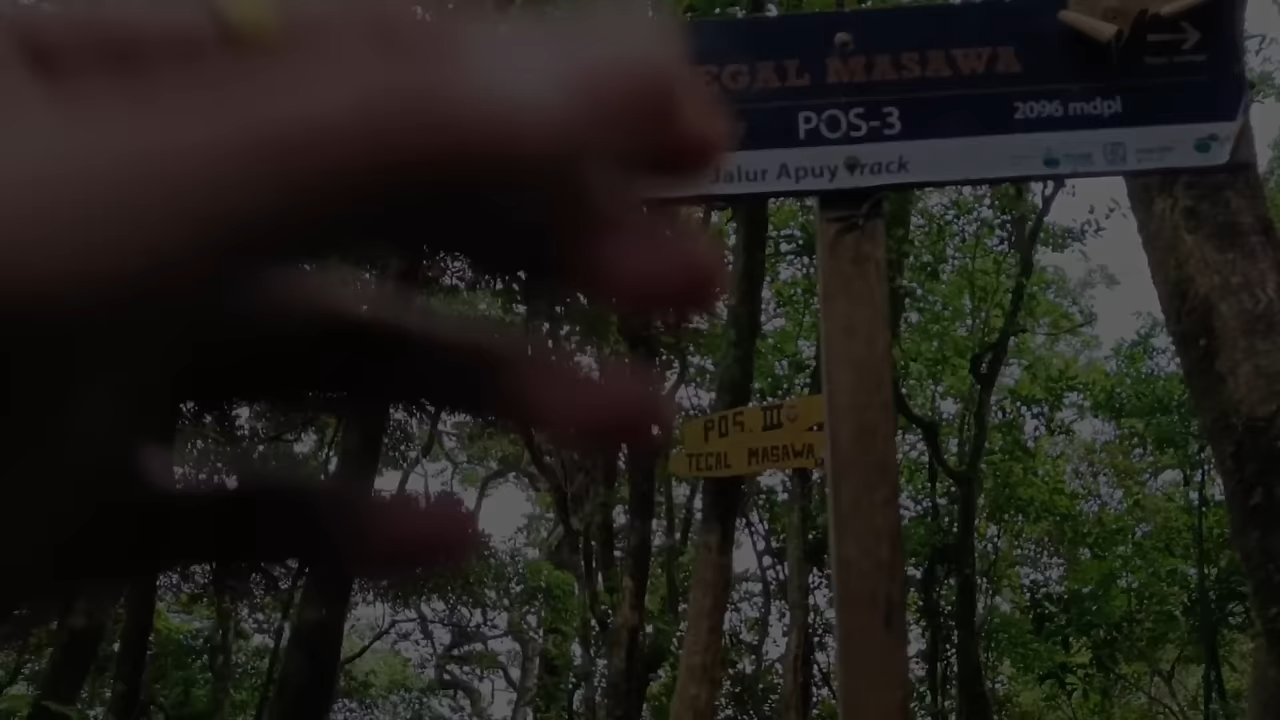 EGAL MASAWA
POS-3 2096 mdpl
Jalur Apuy Track
POS. III
TEGAL MASAWA